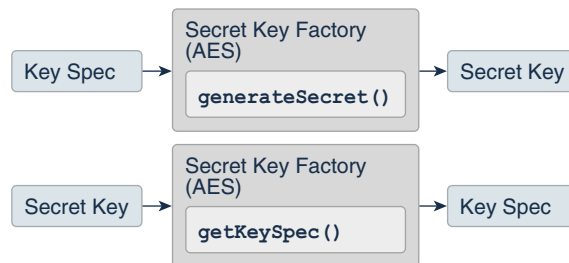 Secret Key Factory
(AES)
Key Spec
generateSecret()
Secret Key
Secret Key Factory
(AES)
Secret Key
getKeySpec()
Key Spec